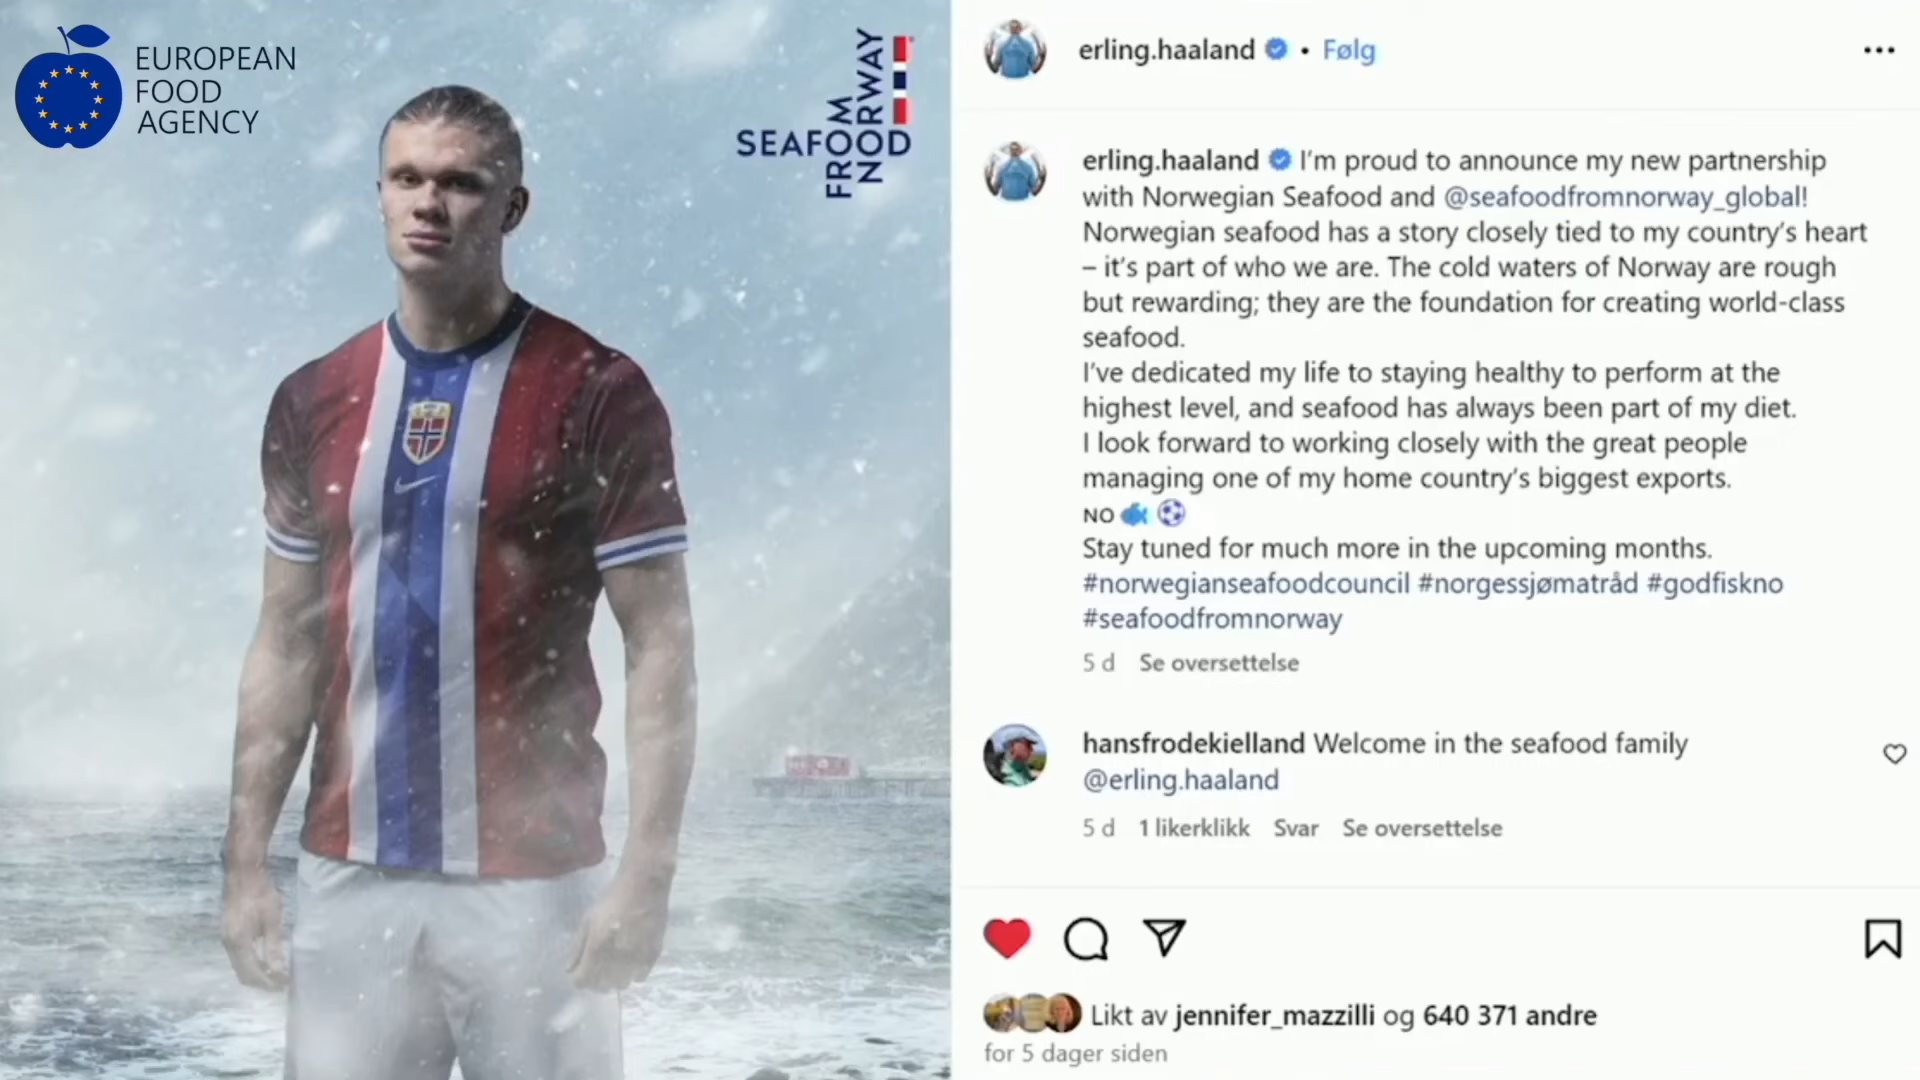 EUROPEAN
FOOD
AGENCY
SEAFOOD
FROM
NORWAY
erling.haaland • Følg
erling.haaland I'm proud to announce my new partnership
with Norwegian Seafood and @seafoodfromnorway_global!
Norwegian seafood has a story closely tied to my country's heart
– it's part of who we are. The cold waters of Norway are rough
but rewarding; they are the foundation for creating world-class
seafood.
I've dedicated my life to staying healthy to perform at the
highest level, and seafood has always been part of my diet.
I look forward to working closely with the great people
managing one of my home country's biggest exports.
NO
Stay tuned for much more in the upcoming months.
#norwegianseafoodcouncil #norgessjømatråd #godfiskno
#seafoodfromnorway
5 d Se oversettelse
hansfrodekielland Welcome in the seafood family
@erling.haaland
5 d 1 likerklikk Svar Se oversettelse
Likt av jennifer_mazzilli og 640 371 andre
for 5 dager siden